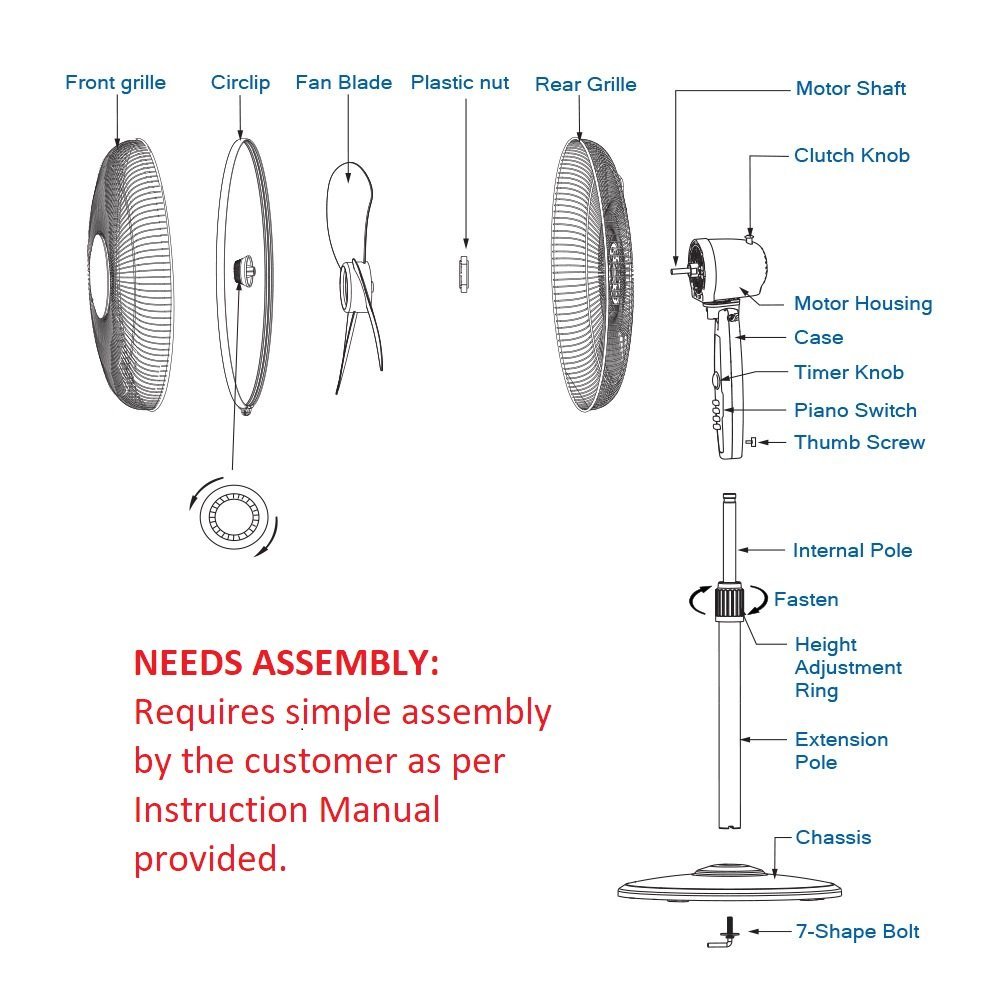 Front grille
Circlip
Fan Blade
Plastic nut
Rear Grille
Motor Shaft
Clutch Knob
Motor Housing
Case
Timer Knob
Piano Switch
Thumb Screw
Internal Pole
Fasten
Height
Adjustment
Ring
Extension
Pole
Chassis
7-Shape Bolt
NEEDS ASSEMBLY:
Requires simple assembly
by the customer as per
Instruction Manual
provided.